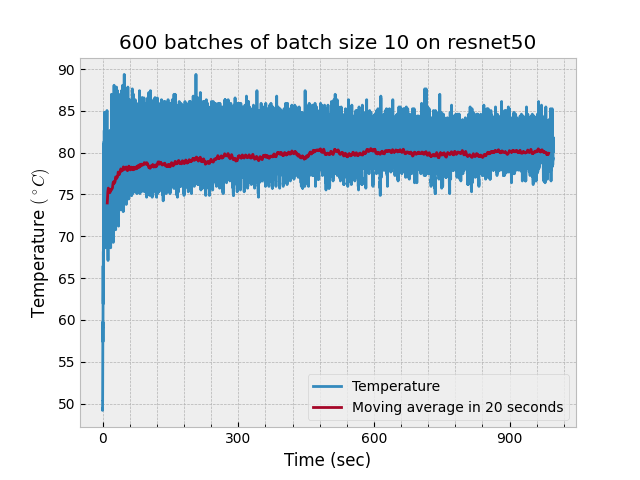 600 batches of batch size 10 on resnet50
90
85
80
75
70
65
60
55
50
Temperature (°C)
0 300 600 900
Time (sec)
Temperature
Moving average in 20 seconds